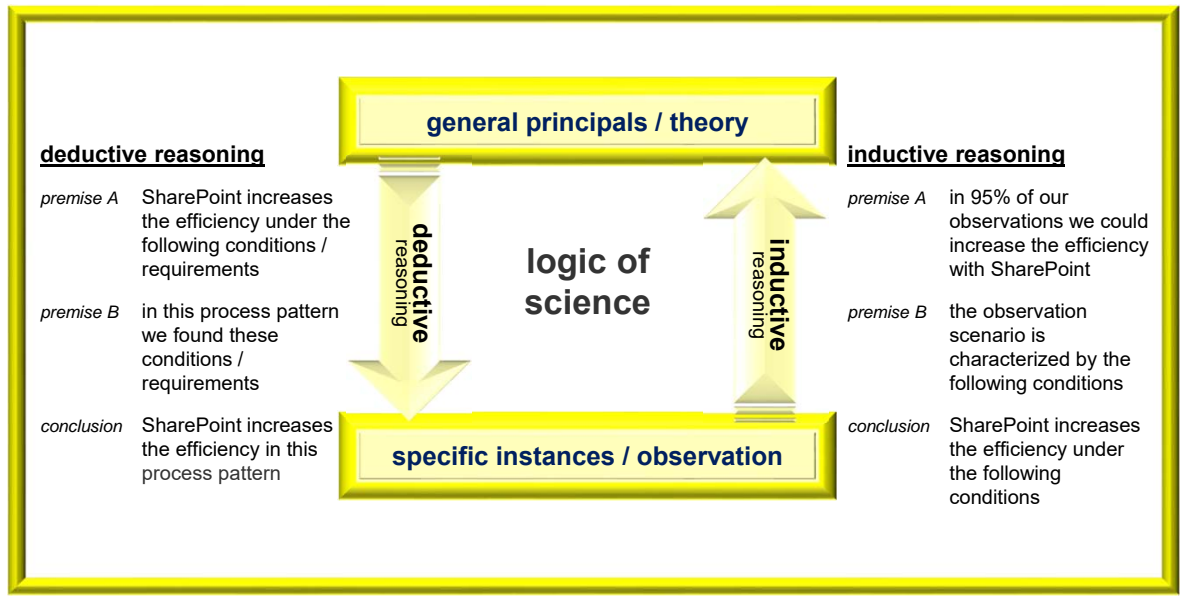 general principals / theory
deductive reasoning
premise A SharePoint increases
the efficiency under the
following conditions /
requirements
premise B in this process pattern
we found these
conditions /
requirements
conclusion SharePoint increases
the efficiency in this
process pattern
deductive
reasoning
logic of
science
inductive
reasoning
specific instances / observation
inductive reasoning
premise A in 95% of our
observations we could
increase the efficiency
with SharePoint
premise B the observation
scenario is
characterized by the
following conditions
conclusion SharePoint increases
the efficiency under
the following
conditions